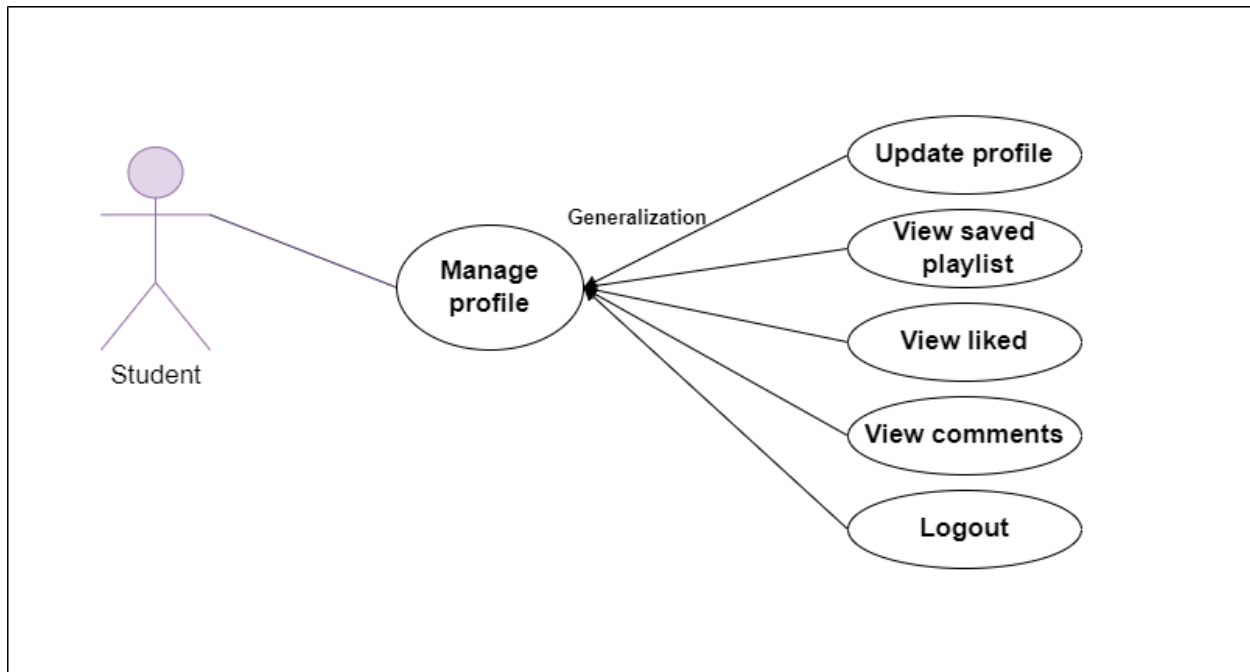 Update profile
Generalization
View saved
playlist
Manage
profile
View liked
Student
View comments
Logout